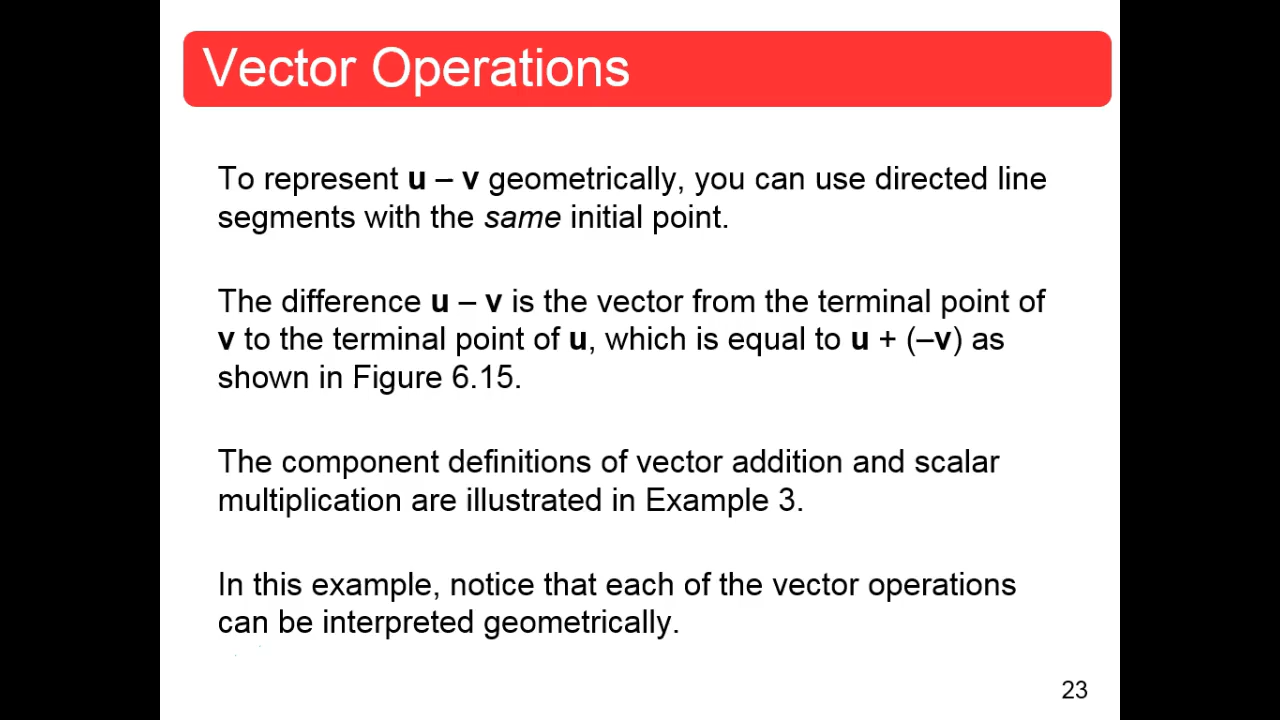 Vector Operations
To represent u – v geometrically, you can use directed line
segments with the same initial point.
The difference u – v is the vector from the terminal point of
v to the terminal point of u, which is equal to u + (–v) as
shown in Figure 6.15.
The component definitions of vector addition and scalar
multiplication are illustrated in Example 3.
In this example, notice that each of the vector operations
can be interpreted geometrically.
23